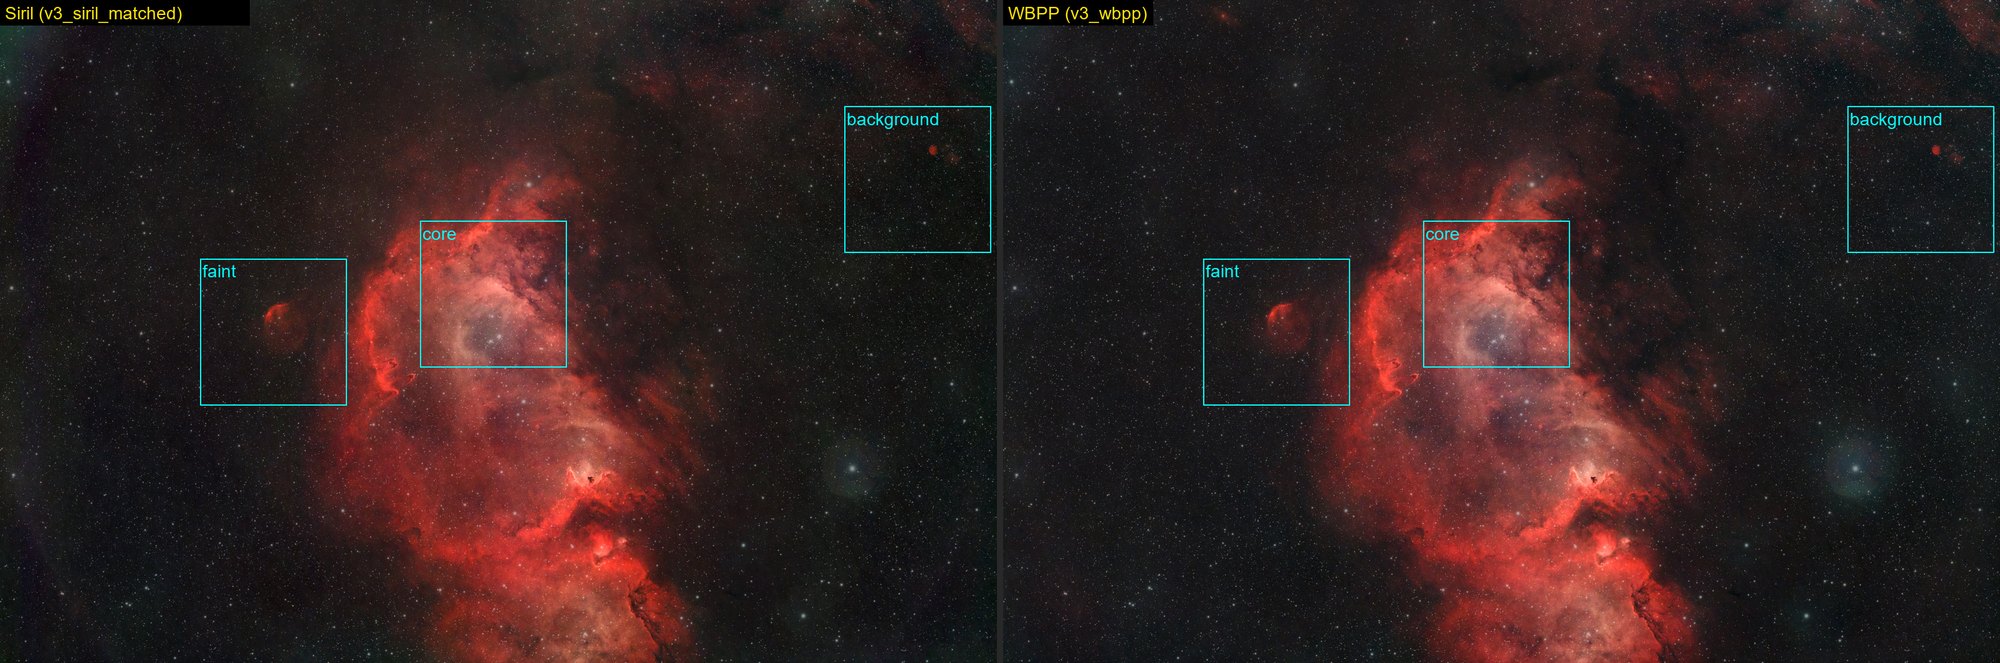 Siril (v3_siril_matched)
WBPP (v3_wbpp)
background
background
core
core
faint
faint